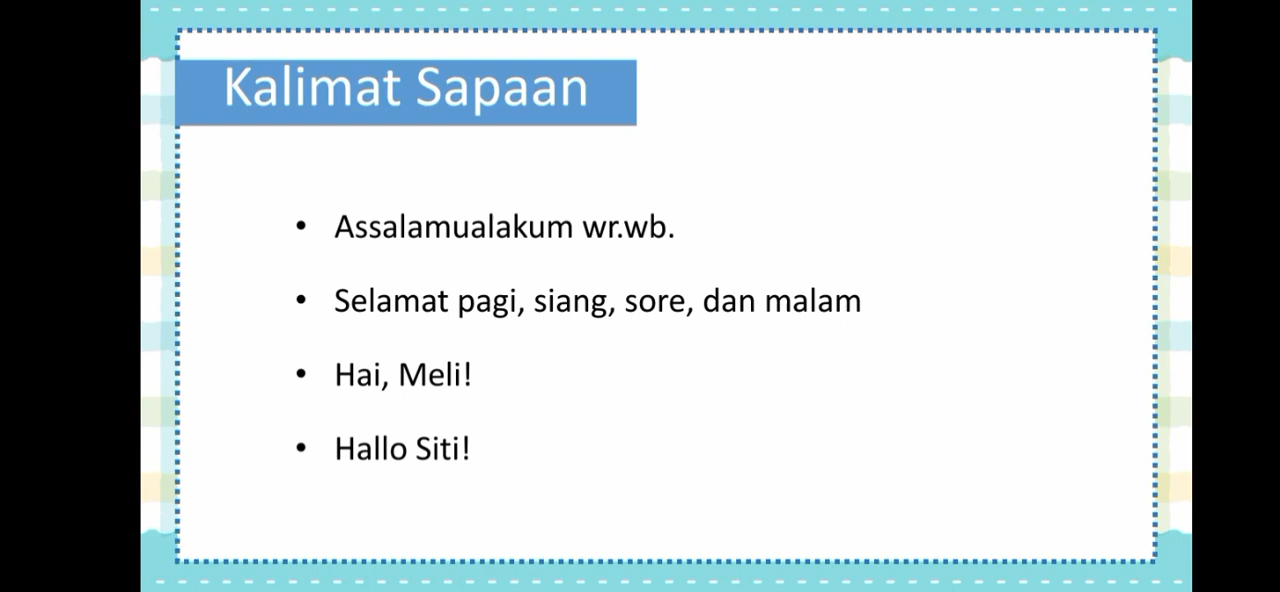 Kalimat Sapaan
• Assalamualakum wr.wb.
• Selamat pagi, siang, sore, dan malam
• Hai, Meli!
• Hallo Siti!